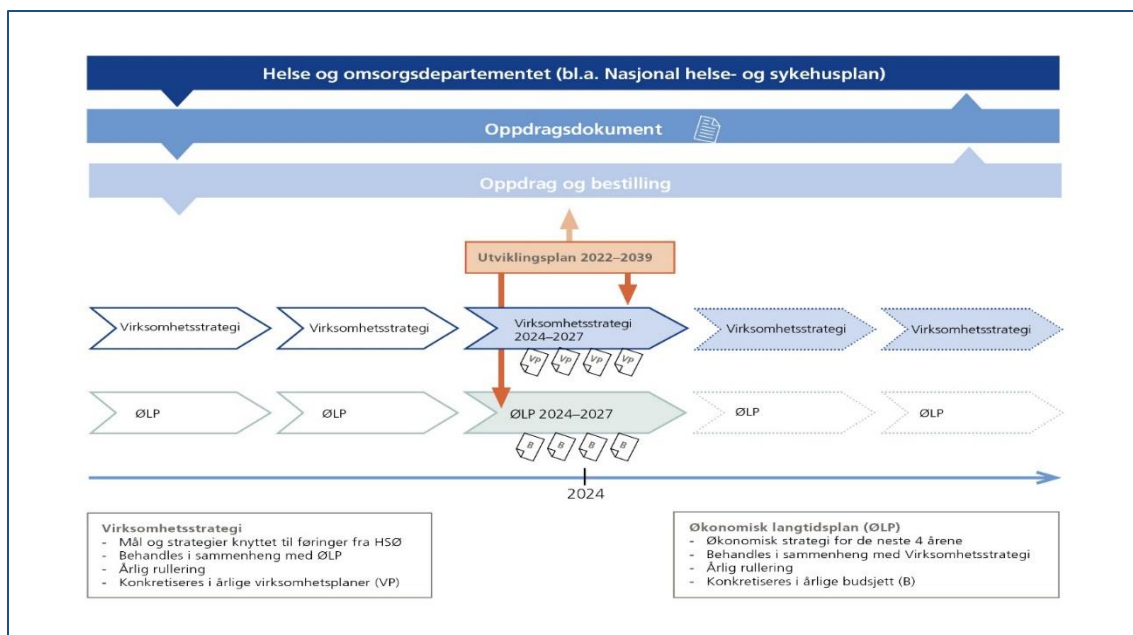 Helse og omsorgsdepartementet (bl.a. Nasjonal helse- og sykehusplan)
Oppdragsdokument
Oppdrag og bestilling
Utviklingsplan 2022–2039
Virksomhetsstrategi
Virksomhetsstrategi
Virksomhetsstrategi
2024–2027
Virksomhetsstrategi
Virksomhetsstrategi
VP
VP
VP
VP
ØLP
ØLP
ØLP 2024–2027
ØLP
ØLP
B
B
B
B
2024
Virksomhetsstrategi
- Mål og strategier knyttet til føringer fra HSØ
- Behandles i sammenheng med ØLP
- Årlig rullering
- Konkretiseres i årlige virksomhetsplaner (VP)
Økonomisk langtidsplan (ØLP)
- Økonomisk strategi for de neste 4 årene
- Behandles i sammenheng med Virksomhetsstrategi
- Årlig rullering
- Konkretiseres i årlige budsjett (B)